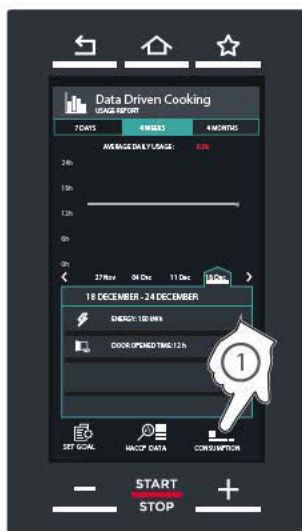 Data Driven Cooking
USAGE REPORT
7 DAYS 4 WEEKS 4 MONTHS
AVERAGE DAILY USAGE:
24h
18h
12h
6h
0h
27 Nov 04 Dec 11 Dec 18 Dec
18 DECEMBER - 24 DECEMBER
ENERGY: 150 kWh
DOOR OPENED TIME: 12 h
1
SET GOAL HACCP DATA CONSUMPTION
START
STOP